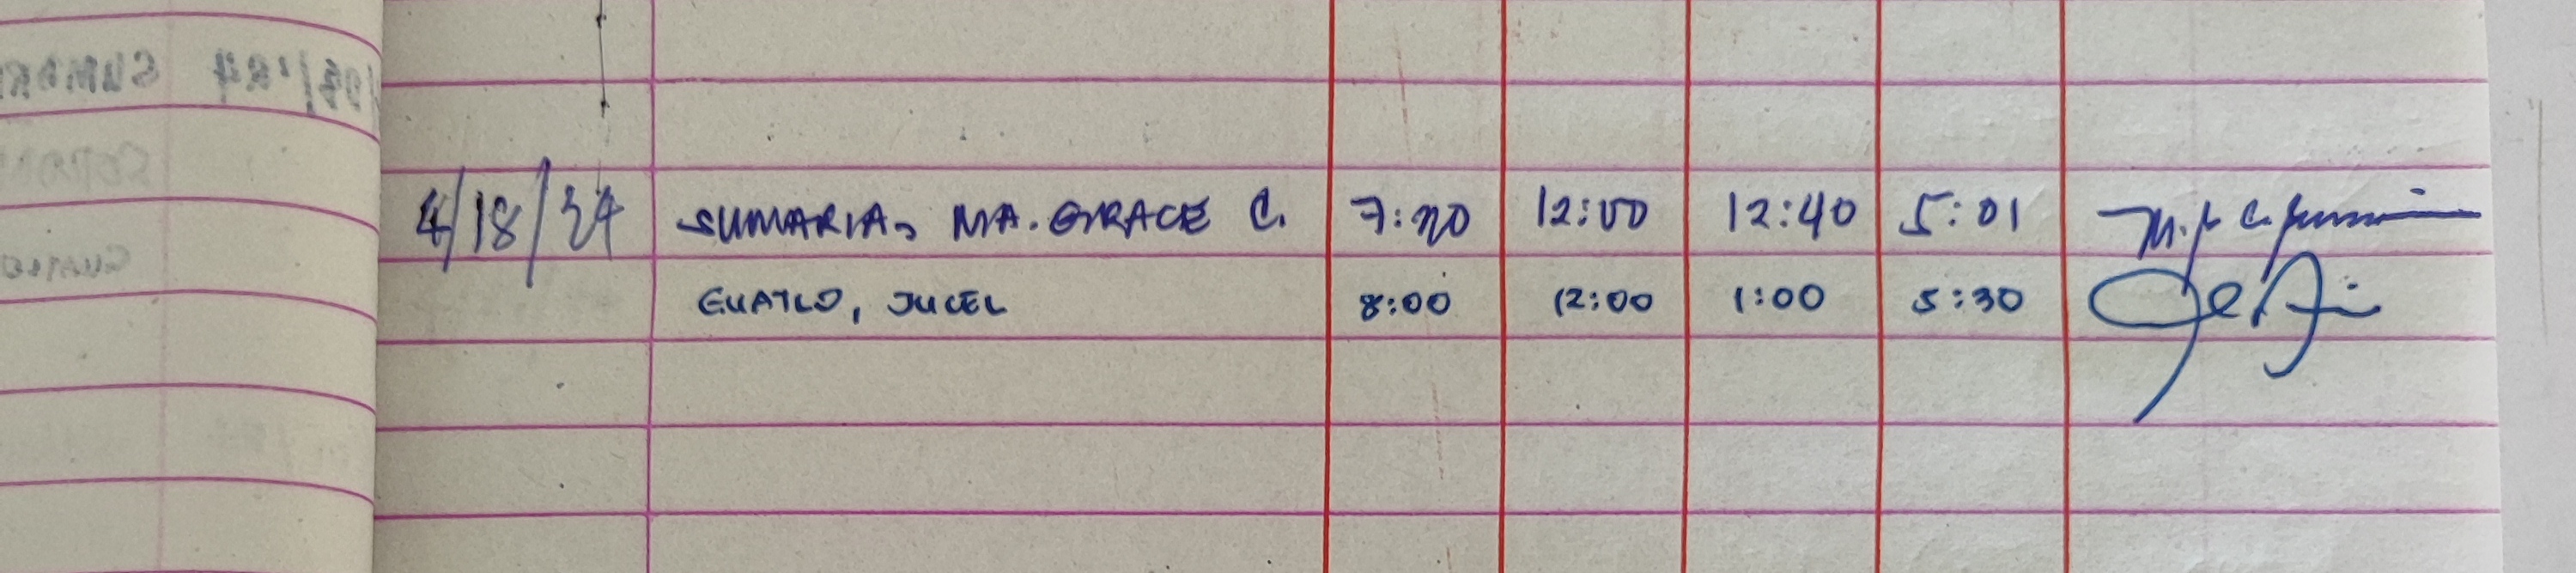 4/18/24 SUMARIA, MA. GRACE C. 7:20 12:00 12:40 5:01
GUATLO, JUCEL 8:00 12:00 1:00 5:30